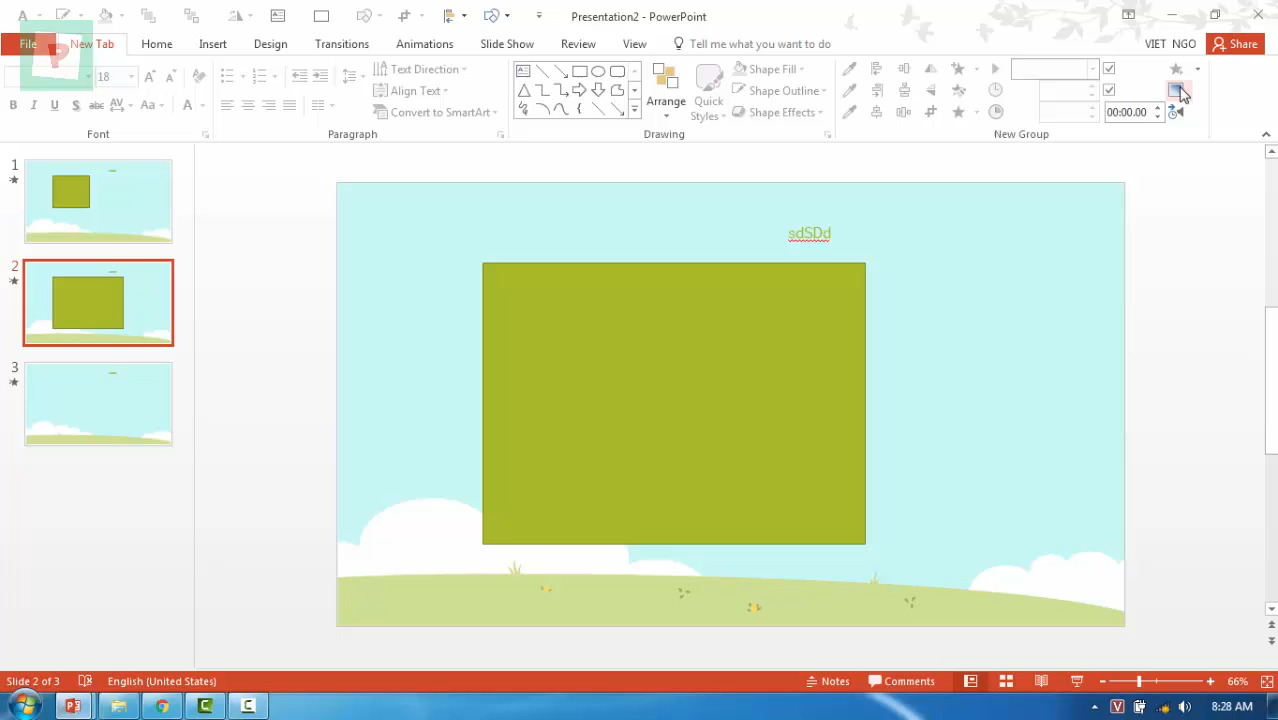 Presentation2 - PowerPoint
File
New Tab
Home
Insert
Design
Transitions
Animations
Slide Show
Review
View
Tell me what you want to do
VIET NGO
Share
18
Text Direction
Align Text
Convert to SmartArt
Arrange
Quick
Styles
Shape Fill
Shape Outline
Shape Effects
00:00.00
Font
Paragraph
Drawing
New Group
1
2
3
sdSDd
Slide 2 of 3
English (United States)
Notes
Comments
66%
8:28 AM